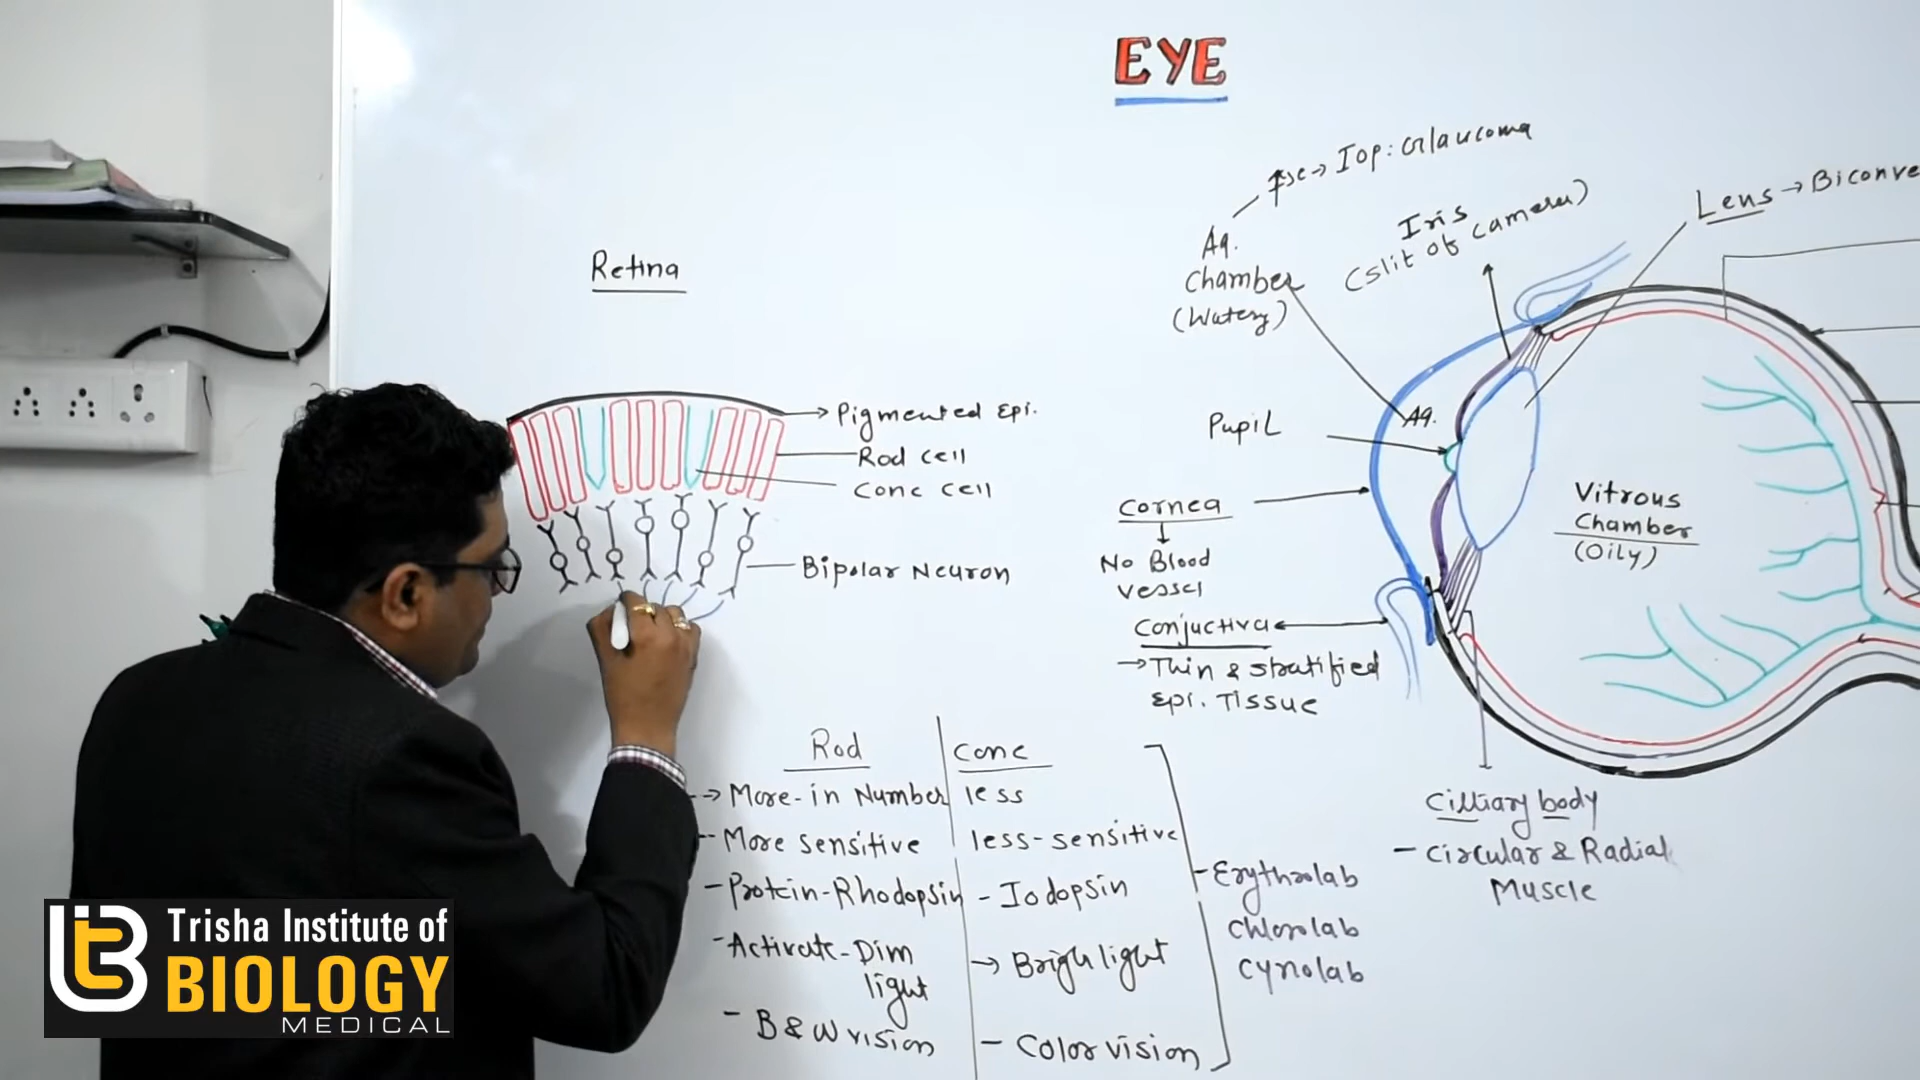 EYE
↑se → Iop: Glaucoma
Aq.
Chamber
(Watery)
Iris
(slit of camera)
Lens → Biconve
Retina
Pigmented Epi.
Rod cell
Cone cell
Bipolar Neuron
Pupil
Aq.
Cornea
No Blood
vessel
Conjuctiva
→ Thin & stratified
Epi. Tissue
Vitrous
Chamber
(Oily)
Rod
Cone
→ More-in Number
less
- More sensitive
less-sensitive
- Protein-Rhodopsin
- Iodopsin
- Activate-Dim
light
→ Brigh light
- B & W vision
- Color vision
- Erythrolab
chlorolab
cynolab
Cilliary body
- Circular & Radial
Muscle
Trisha Institute of
BIOLOGY
MEDICAL